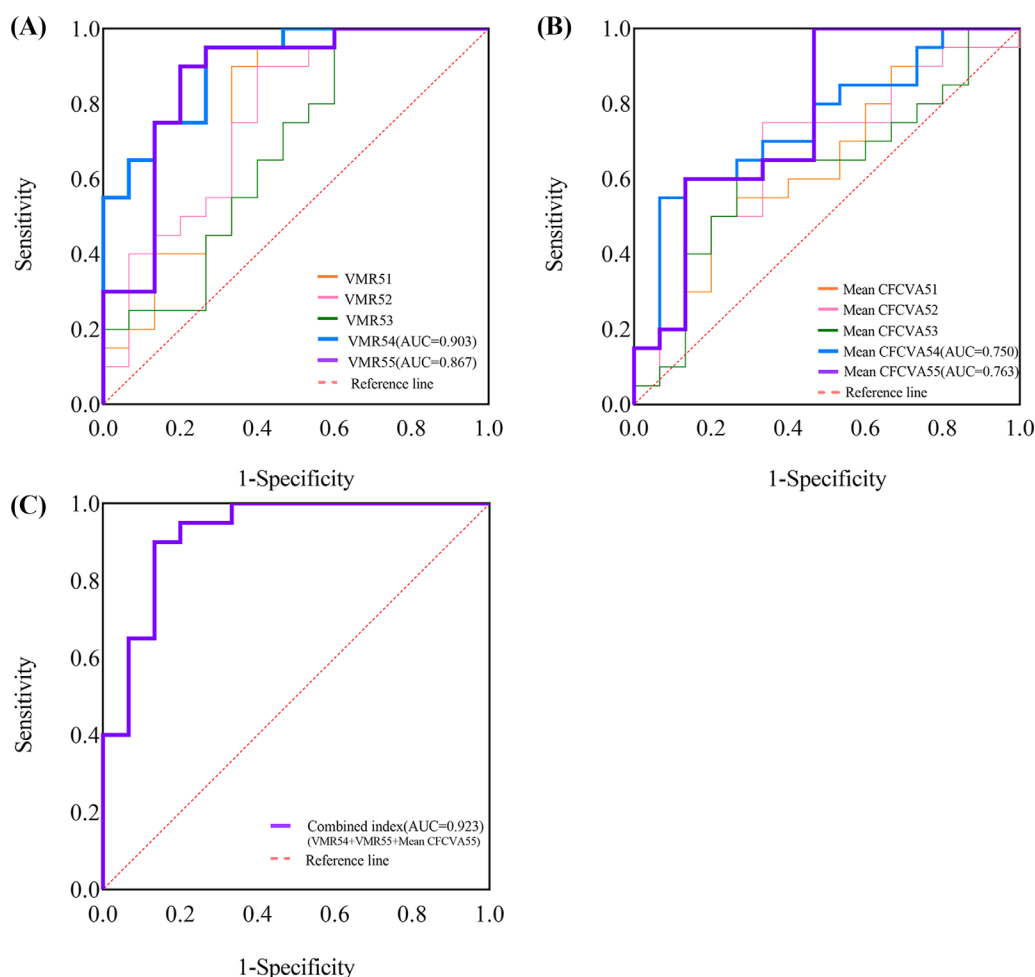 (A)
1.0
0.8
0.6
0.4
0.2
0.0
Sensitivity
VMR51
VMR52
VMR53
VMR54(AUC=0.903)
VMR55(AUC=0.867)
Reference line
0.0 0.2 0.4 0.6 0.8 1.0
1-Specificity
(B)
1.0
0.8
0.6
0.4
0.2
0.0
Sensitivity
Mean CFCVA51
Mean CFCVA52
Mean CFCVA53
Mean CFCVA54(AUC=0.750)
Mean CFCVA55(AUC=0.763)
Reference line
0.0 0.2 0.4 0.6 0.8 1.0
1-Specificity
(C)
1.0
0.8
0.6
0.4
0.2
0.0
Sensitivity
Combined index(AUC=0.923)
(VMR54+VMR55+Mean CFCVA55)
Reference line
0.0 0.2 0.4 0.6 0.8 1.0
1-Specificity